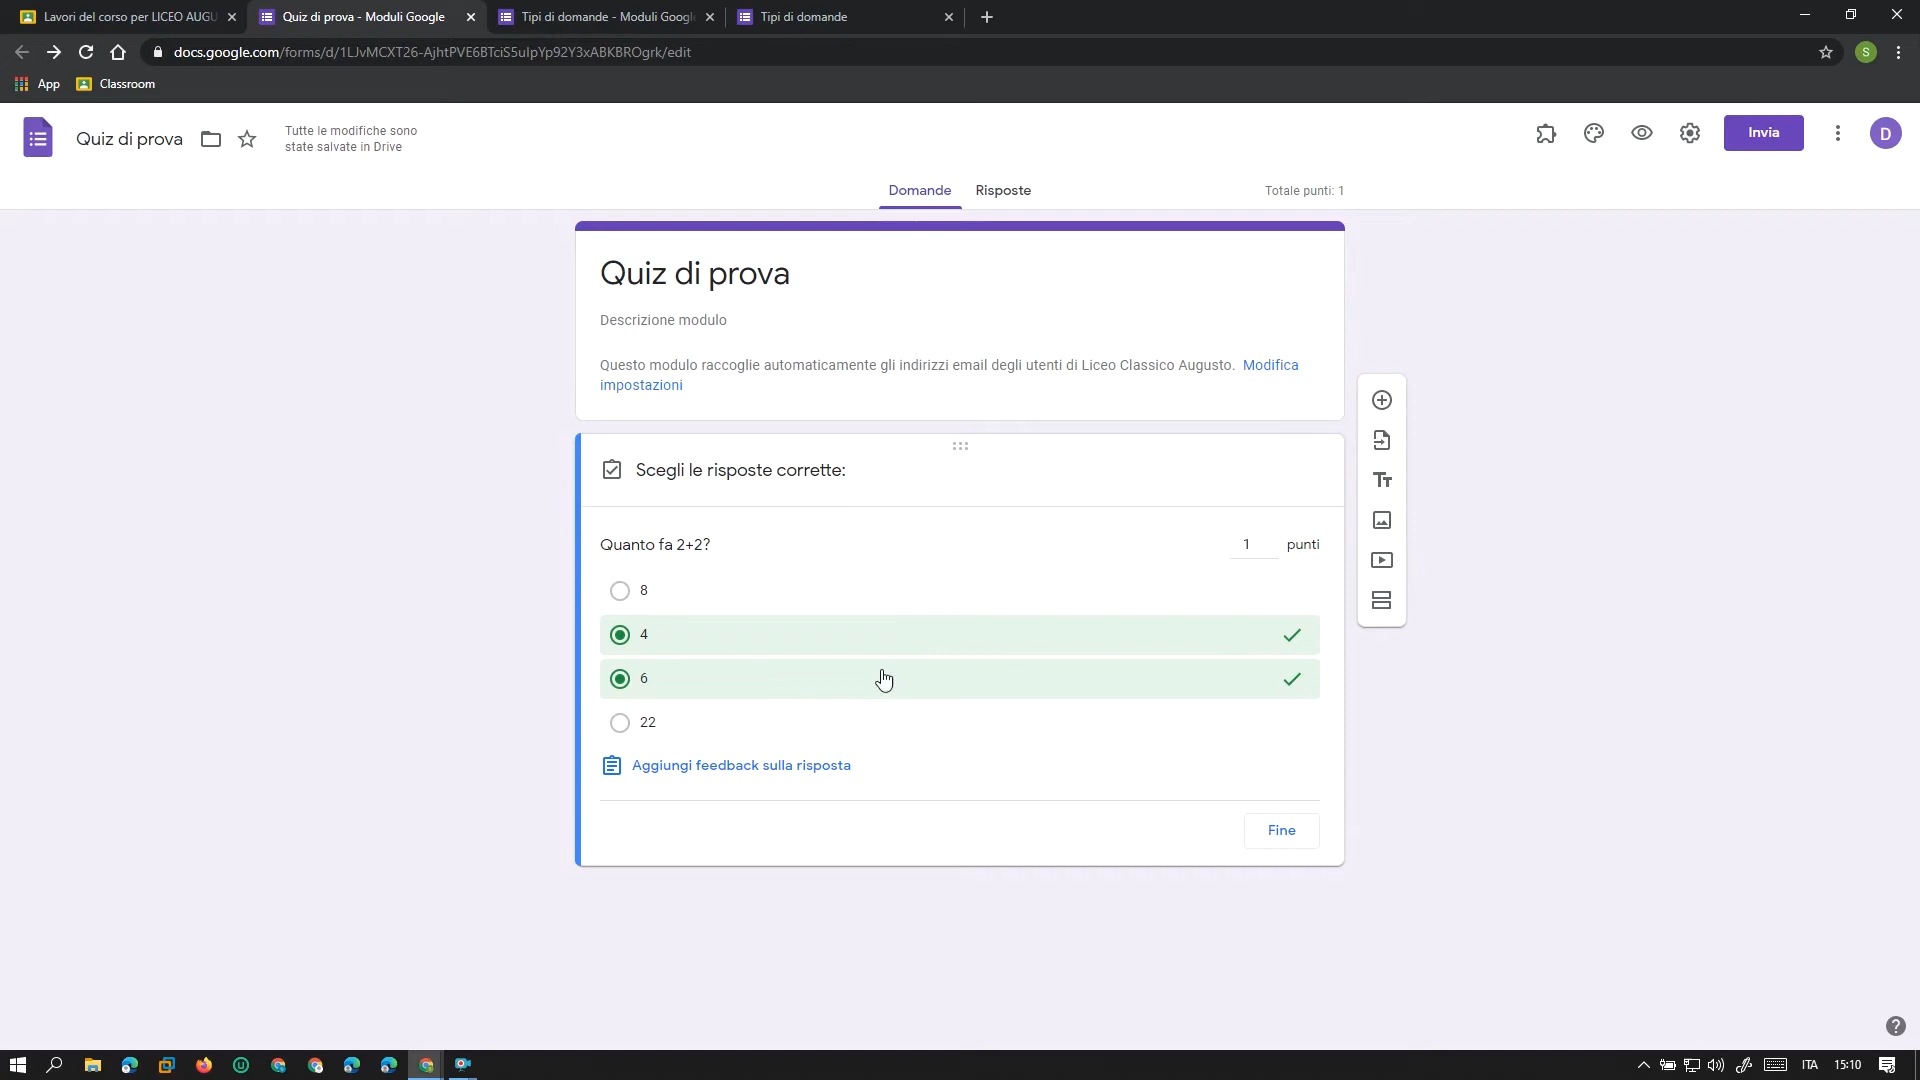 Lavori del corso per LICEO AUGU
Quiz di prova - Moduli Google
Tipi di domande - Moduli Google
Tipi di domande
docs.google.com/forms/d/1LJvMCXT26-AjhtPVE6BTciS5uIpYp92Y3xABKBROgrk/edit
S
App
Classroom
Quiz di prova
Tutte le modifiche sono
state salvate in Drive
Invia
D
Domande
Risposte
Totale punti: 1
Quiz di prova
Descrizione modulo
Questo modulo raccoglie automaticamente gli indirizzi email degli utenti di Liceo Classico Augusto. Modifica
impostazioni
Scegli le risposte corrette:
Quanto fa 2+2?
1 punti
8
4
6
22
Aggiungi feedback sulla risposta
Fine
ITA
15:10